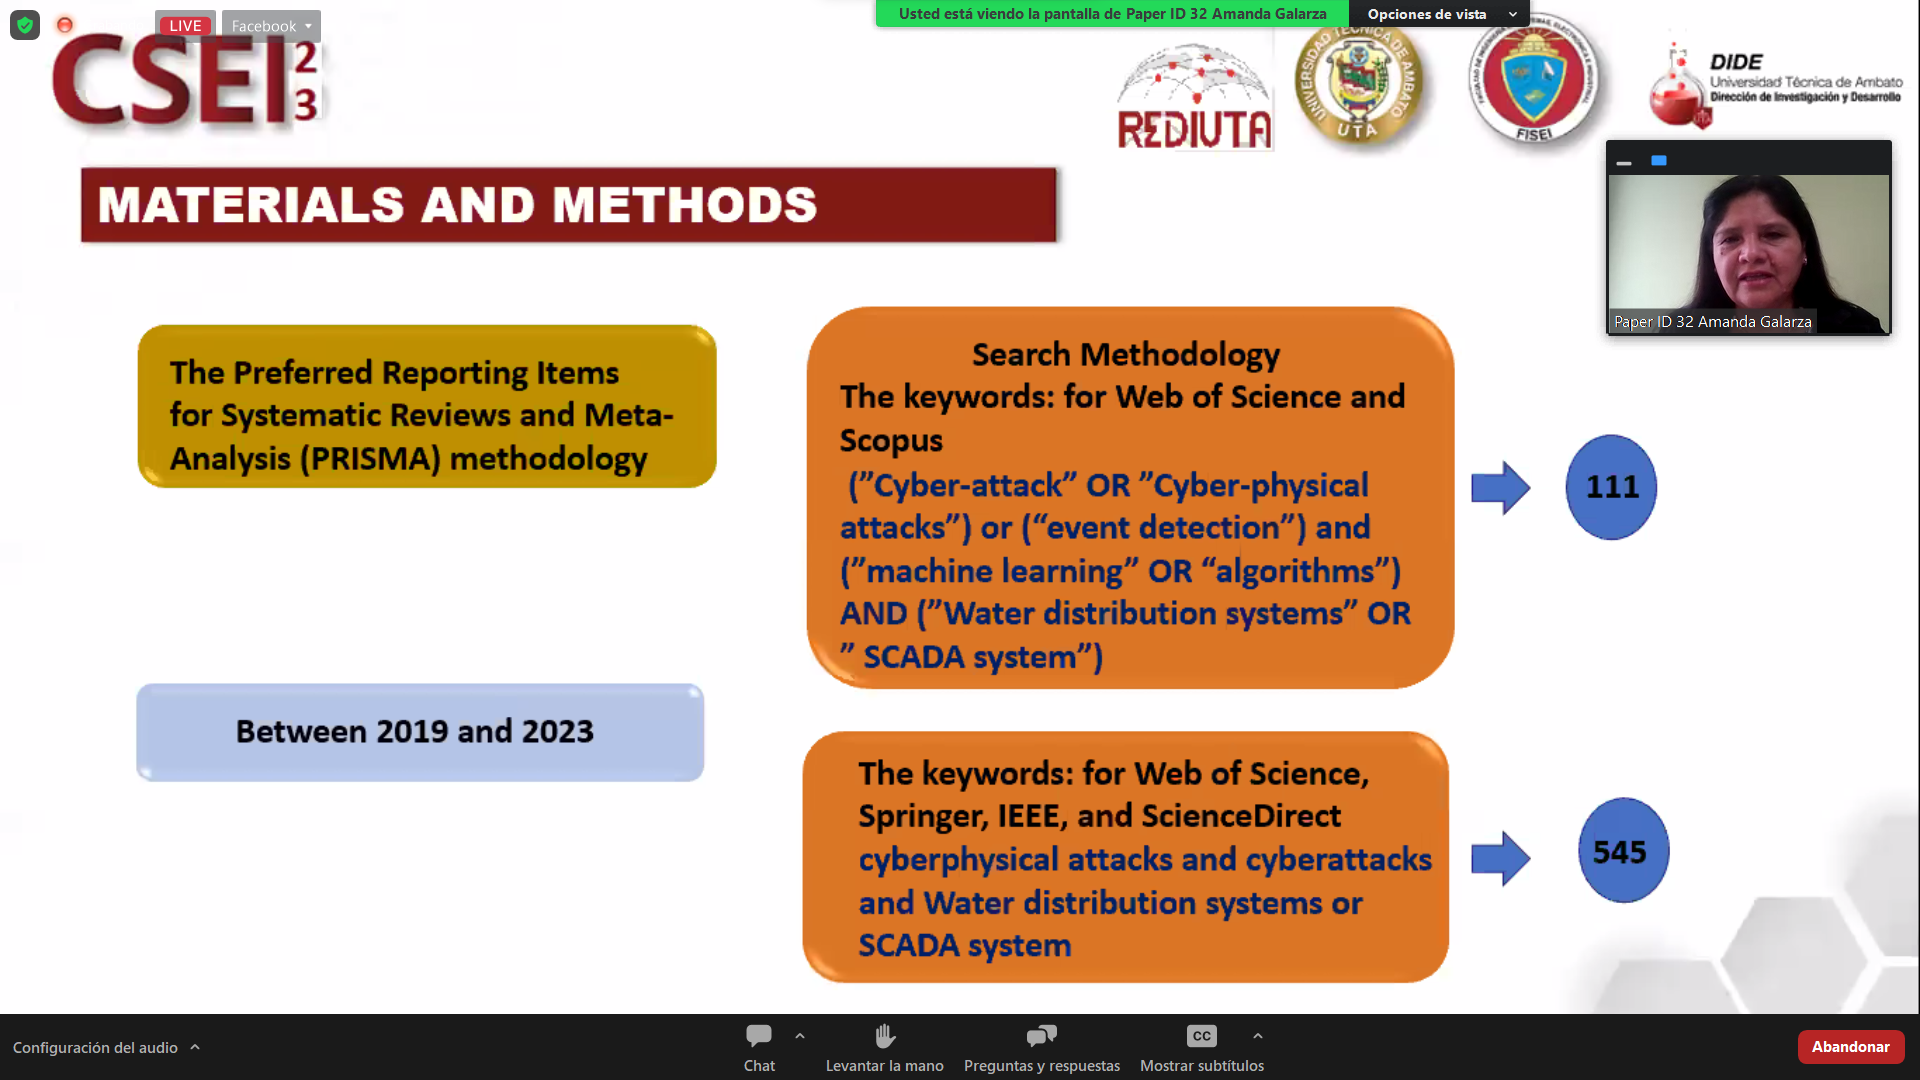 LIVE
Facebook
Usted está viendo la pantalla de Paper ID 32 Amanda Galarza
Opciones de vista
CSEI
2
3
REDIUTA
UNIVERSIDAD TÉCNICA DE AMBATO
UTA
FISEI
DIDE
Universidad Técnica de Ambato
Dirección de Investigación y Desarrollo
MATERIALS AND METHODS
Paper ID 32 Amanda Galarza
The Preferred Reporting Items
for Systematic Reviews and Meta-
Analysis (PRISMA) methodology
Between 2019 and 2023
Search Methodology
The keywords: for Web of Science and
Scopus
(”Cyber-attack” OR ”Cyber-physical
attacks”) or (“event detection”) and
(”machine learning” OR “algorithms”)
AND (”Water distribution systems” OR
” SCADA system”)
111
The keywords: for Web of Science,
Springer, IEEE, and ScienceDirect
cyberphysical attacks and cyberattacks
and Water distribution systems or
SCADA system
545
Configuración del audio
Chat
Levantar la mano
Preguntas y respuestas
CC
Mostrar subtítulos
Abandonar